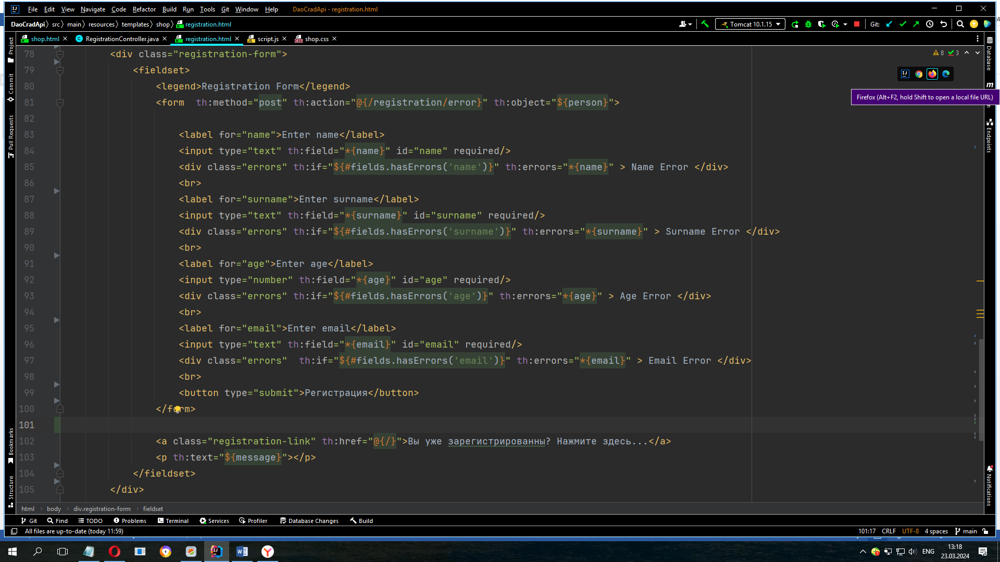 File Edit View Navigate Code Refactor Build Run Tools Git Window Help DaoCradApi - registration.html
DaoCradApi src main resources templates shop registration.html Tomcat 10.1.15 Git:
shop.html RegistrationController.java registration.html script.js shop.css
78 <div class="registration-form">
79 <fieldset>
80 <legend>Registration Form</legend>
81 <form  th:method="post" th:action="@{/registration/error}" th:object="${person}">
82
83 <label for="name">Enter name</label>
84 <input type="text" th:field="*{name}" id="name" required/>
85 <div class="errors" th:if="${#fields.hasErrors('name')}" th:errors="*{name}" > Name Error </div>
86 <br>
87 <label for="surname">Enter surname</label>
88 <input type="text" th:field="*{surname}" id="surname" required/>
89 <div class="errors" th:if="${#fields.hasErrors('surname')}" th:errors="*{surname}" > Surname Error </div>
90 <br>
91 <label for="age">Enter age</label>
92 <input type="number" th:field="*{age}" id="age" required/>
93 <div class="errors" th:if="${#fields.hasErrors('age')}" th:errors="*{age}" > Age Error </div>
94 <br>
95 <label for="email">Enter email</label>
96 <input type="text" th:field="*{email}" id="email" required/>
97 <div class="errors"  th:if="${#fields.hasErrors('email')}" th:errors="*{email}" > Email Error </div>
98 <br>
99 <button type="submit">Регистрация</button>
100 </form>
101
102 <a class="registration-link" th:href="@{/}">Вы уже зарегистрированны? Нажмите здесь...</a>
103 <p th:text="${message}"></p>
104 </fieldset>
105 </div>
8 3
Firefox (Alt+F2, hold Shift to open a local file URL)
Project
Commit
Pull Requests
Bookmarks
Structure
Database
Endpoints
Notifications
html body div.registration-form fieldset
Git Find TODO Problems Terminal Services Profiler Database Changes Build
All files are up-to-date (today 11:59) 101:17 CRLF UTF-8 4 spaces main
ENG 13:18
23.03.2024